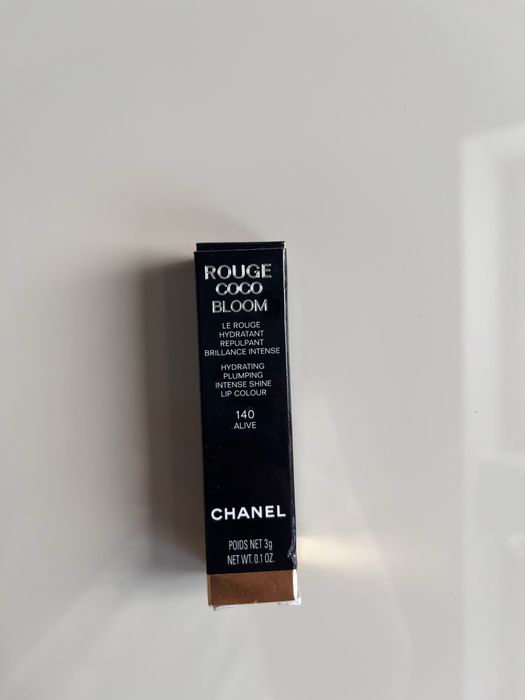 ROUGE
COCO
BLOOM
LE ROUGE
HYDRATANT
REPULPANT
BRILLANCE INTENSE
HYDRATING
PLUMPING
INTENSE SHINE
LIP COLOUR
140
ALIVE
CHANEL
POIDS NET 3g
NET WT. 0.1 OZ.